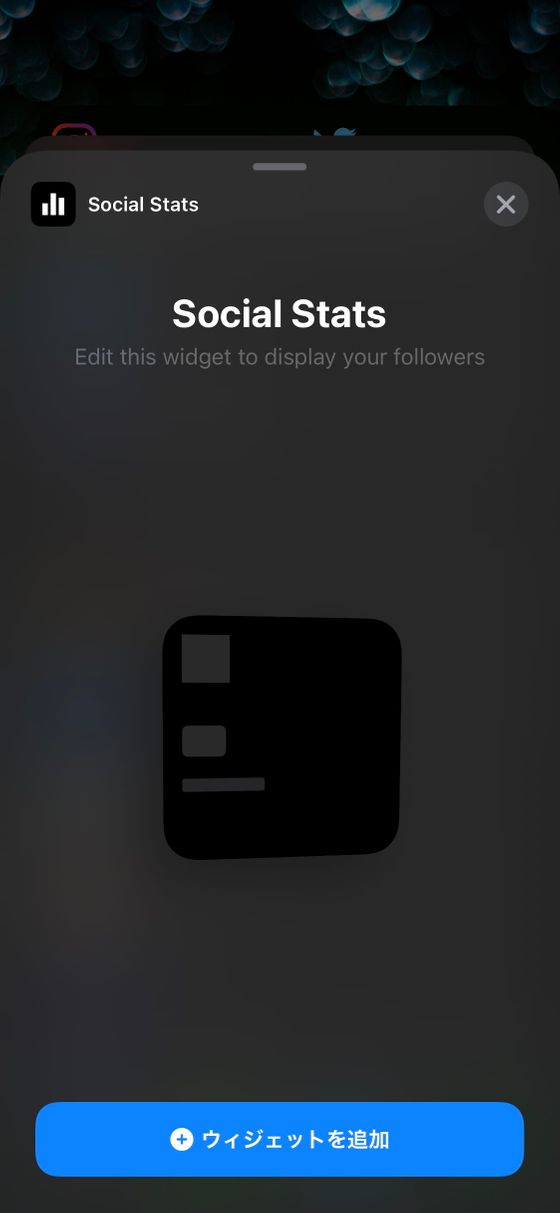 Social Stats
Social Stats
Edit this widget to display your followers
ウィジェットを追加